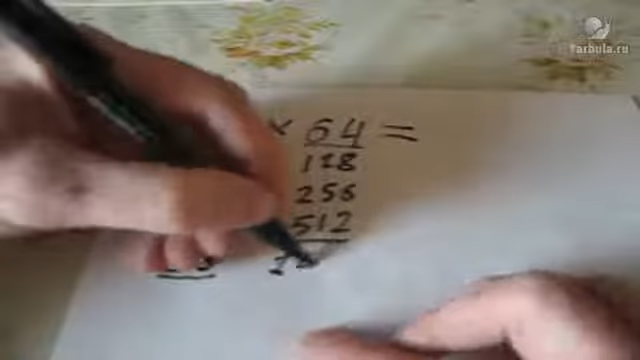 farbula.ru
× 64 =
128
256
512